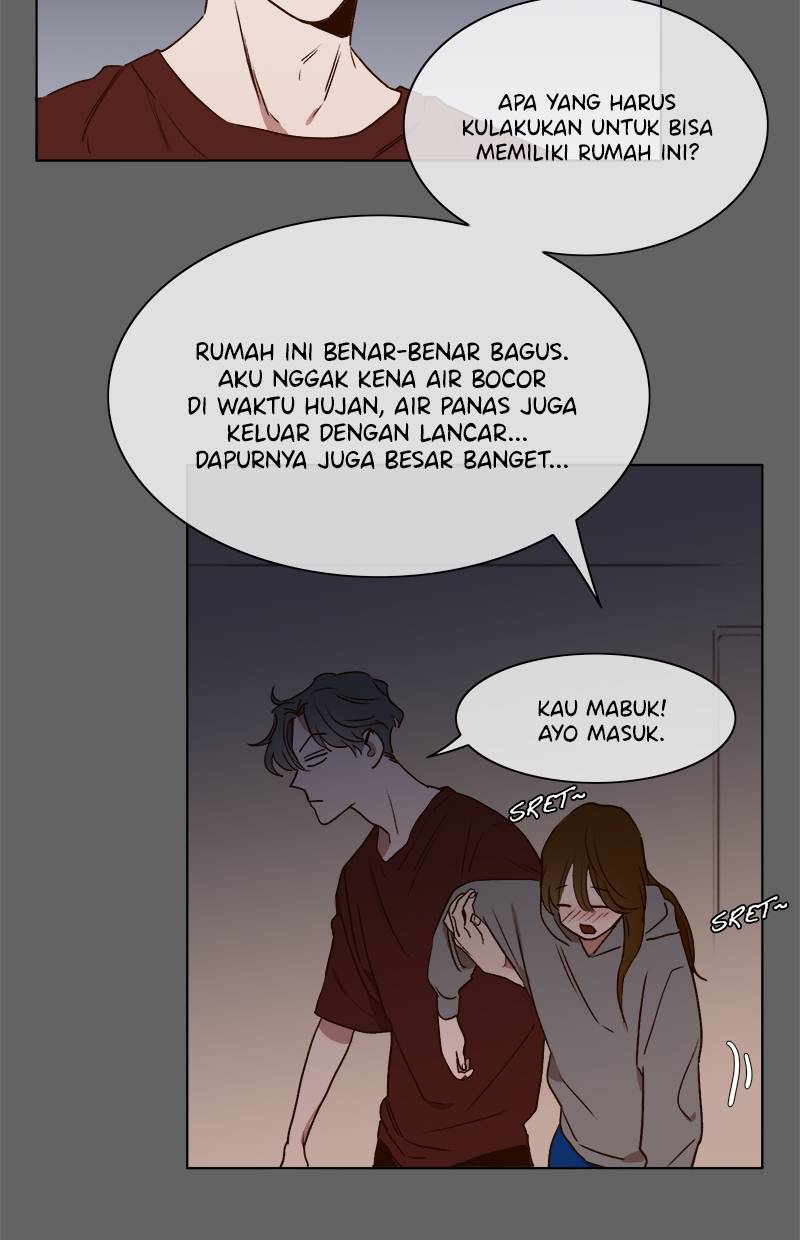 APA YANG HARUS
KULAKUKAN UNTUK BISA
MEMILIKI RUMAH INI?
RUMAH INI BENAR-BENAR BAGUS.
AKU NGGAK KENA AIR BOCOR
DI WAKTU HUJAN, AIR PANAS JUGA
KELUAR DENGAN LANCAR...
DAPURNYA JUGA BESAR BANGET...
KAU MABUK!
AYO MASUK.
SRET~
SRET~